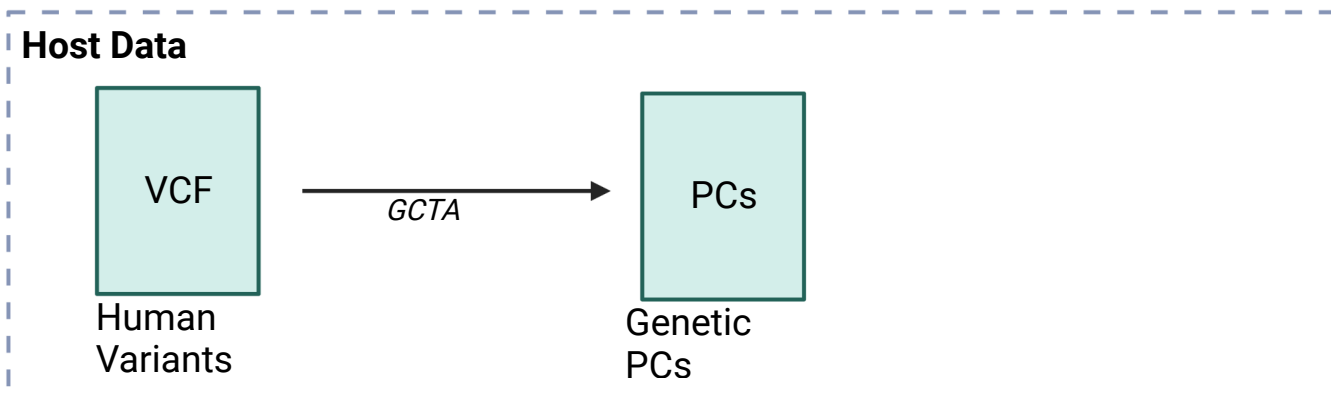 Host Data
VCF
GCTA
PCs
Human
Variants
Genetic
PCs